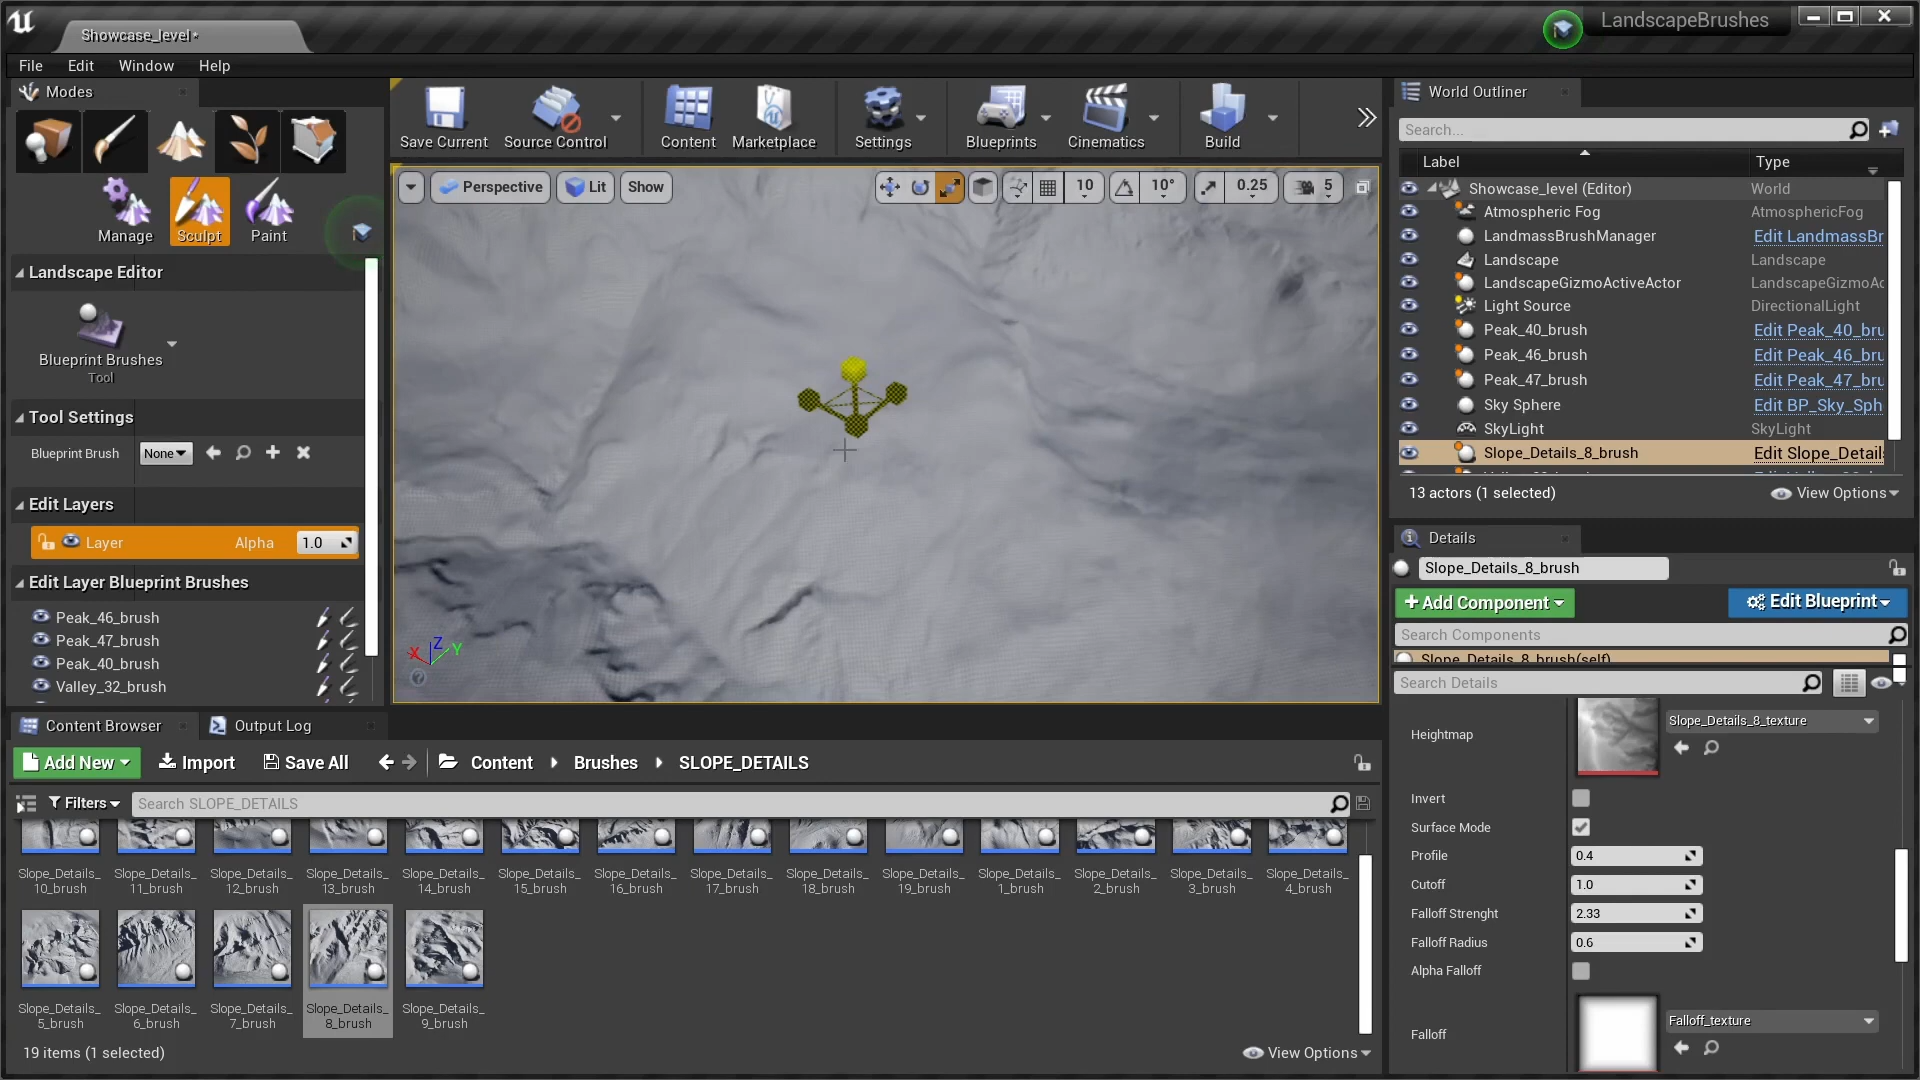 Showcase_level*
LandscapeBrushes
File Edit Window Help
Modes
Save Current
Source Control
Content
Marketplace
Settings
Blueprints
Cinematics
Build
World Outliner
Search...
Label Type
Showcase_level (Editor) World
Atmospheric Fog AtmosphericFog
LandmassBrushManager Edit LandmassBr
Landscape Landscape
LandscapeGizmoActiveActor LandscapeGizmoAc
Light Source DirectionalLight
Peak_40_brush Edit Peak_40_bru
Peak_46_brush Edit Peak_46_bru
Peak_47_brush Edit Peak_47_bru
Sky Sphere Edit BP_Sky_Sph
SkyLight SkyLight
Slope_Details_8_brush Edit Slope_Detail
13 actors (1 selected) View Options
Manage Sculpt Paint
Landscape Editor
Blueprint Brushes
Tool
Tool Settings
Blueprint Brush None
Edit Layers
Layer Alpha 1.0
Edit Layer Blueprint Brushes
Peak_46_brush
Peak_47_brush
Peak_40_brush
Valley_32_brush
Perspective Lit Show
10 10° 0.25 5
X Z Y
Details
Slope_Details_8_brush
+Add Component Edit Blueprint
Search Components
Slope_Details_8_brush(self)
Search Details
Heightmap Slope_Details_8_texture
Invert
Surface Mode
Profile 0.4
Cutoff 1.0
Falloff Strenght 2.33
Falloff Radius 0.6
Alpha Falloff
Falloff Falloff_texture
Content Browser Output Log
Add New Import Save All Content Brushes SLOPE_DETAILS
Filters Search SLOPE_DETAILS
Slope_Details_ Slope_Details_ Slope_Details_ Slope_Details_ Slope_Details_ Slope_Details_ Slope_Details_ Slope_Details_ Slope_Details_ Slope_Details_ Slope_Details_ Slope_Details_ Slope_Details_ Slope_Details_
10_brush 11_brush 12_brush 13_brush 14_brush 15_brush 16_brush 17_brush 18_brush 19_brush 1_brush 2_brush 3_brush 4_brush
Slope_Details_ Slope_Details_ Slope_Details_ Slope_Details_ Slope_Details_
5_brush 6_brush 7_brush 8_brush 9_brush
19 items (1 selected) View Options